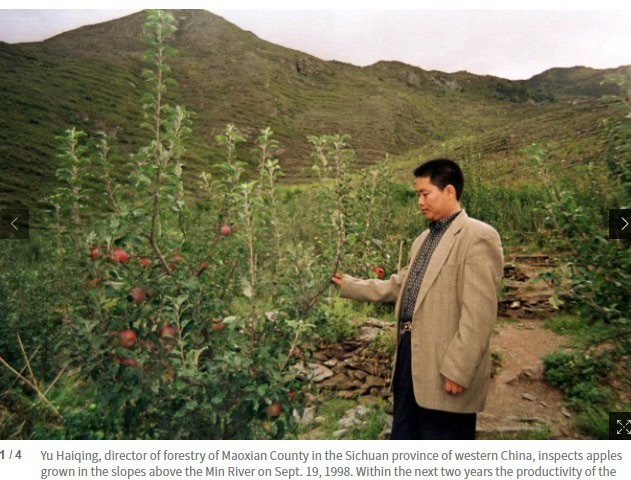 1 / 4
Yu Haiqing, director of forestry of Maoxian County in the Sichuan province of western China, inspects apples
grown in the slopes above the Min River on Sept. 19, 1998. Within the next two years the productivity of the